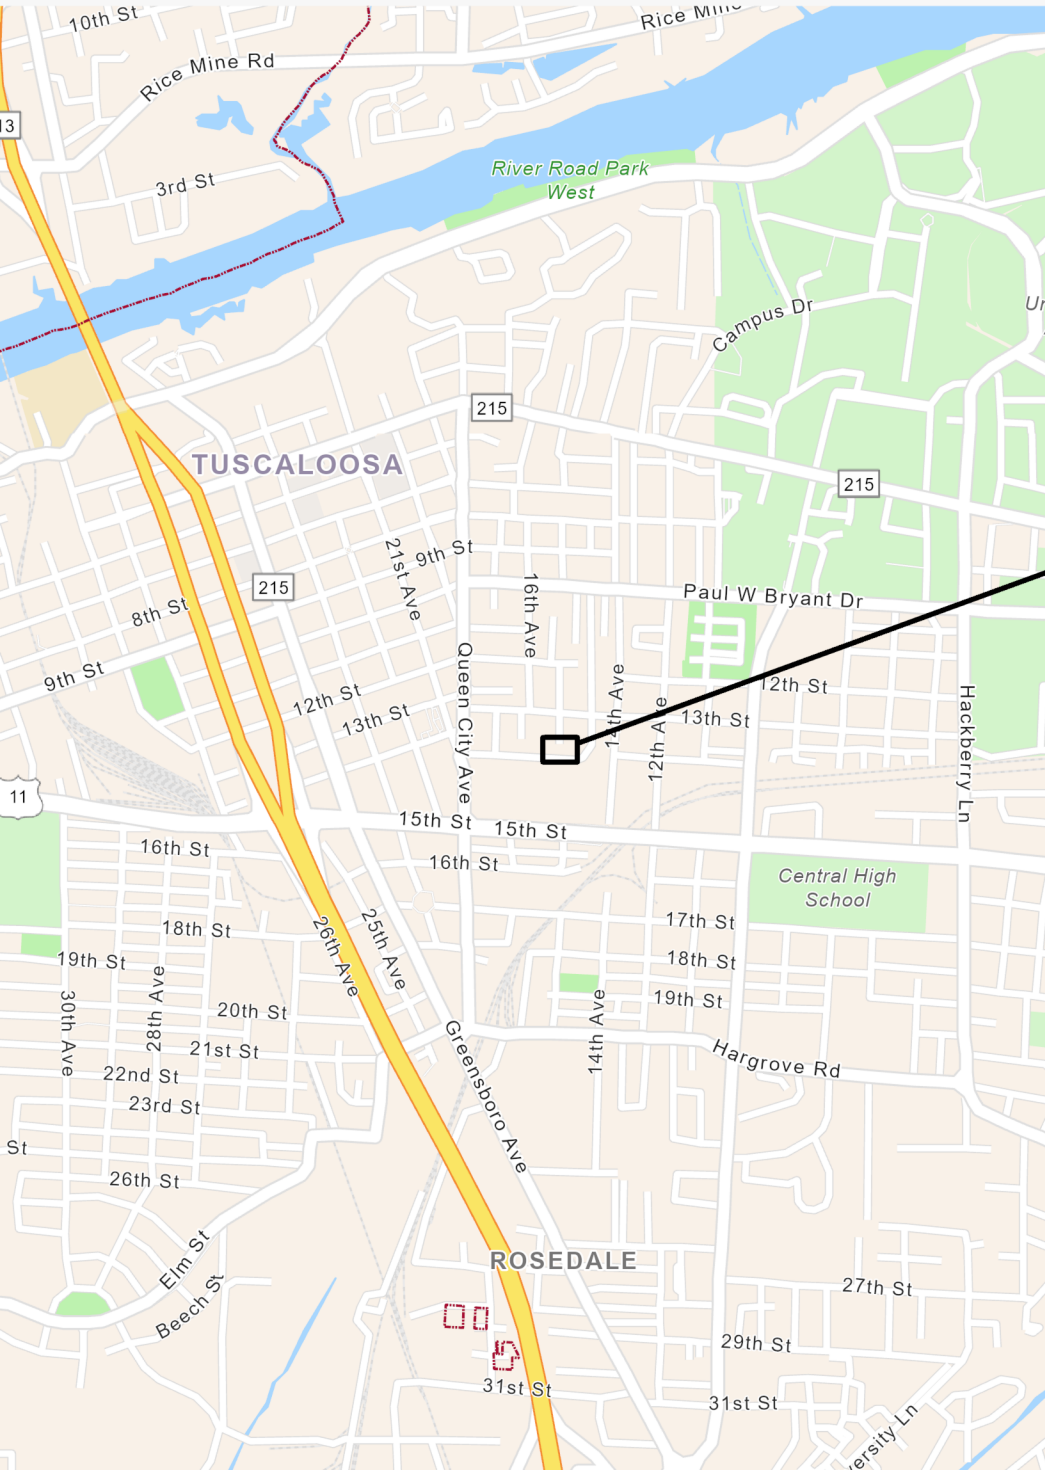 10th St
Rice Mine
Rice Mine Rd
13
3rd St
River Road Park
West
Campus Dr
215
TUSCALOOSA
215
21st Ave
9th St
215
16th Ave
Paul W Bryant Dr
8th St
9th St
Queen City Ave
14th Ave
12th St
12th St
13th St
13th St
12th Ave
Hackberry Ln
11
15th St
15th St
16th St
16th St
Central High
School
18th St
26th Ave
25th Ave
17th St
19th St
18th St
30th Ave
28th Ave
20th St
14th Ave
19th St
21st St
Greensboro Ave
Hargrove Rd
22nd St
23rd St
St
26th St
Elm St
ROSEDALE
Beech St
27th St
29th St
31st St
31st St
ersity Ln